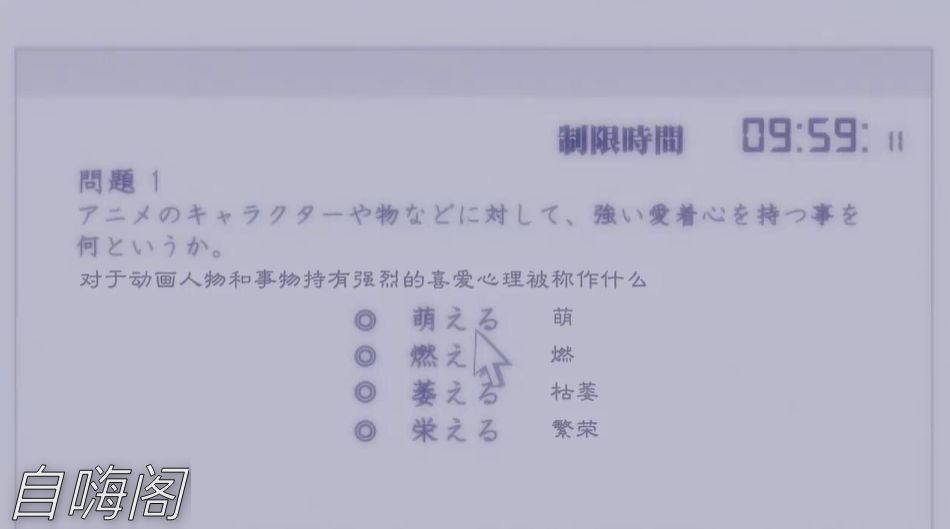 制限時間 09:59:11
問題 1
アニメのキャラクターや物などに対して、強い愛着心を持つ事を
何というか。
对于动画人物和事物持有强烈的喜爱心理被称作什么
◎ 萌える 萌
◎ 燃え 燃
◎ 萎える 枯萎
◎ 栄える 繁荣
自嗨阁